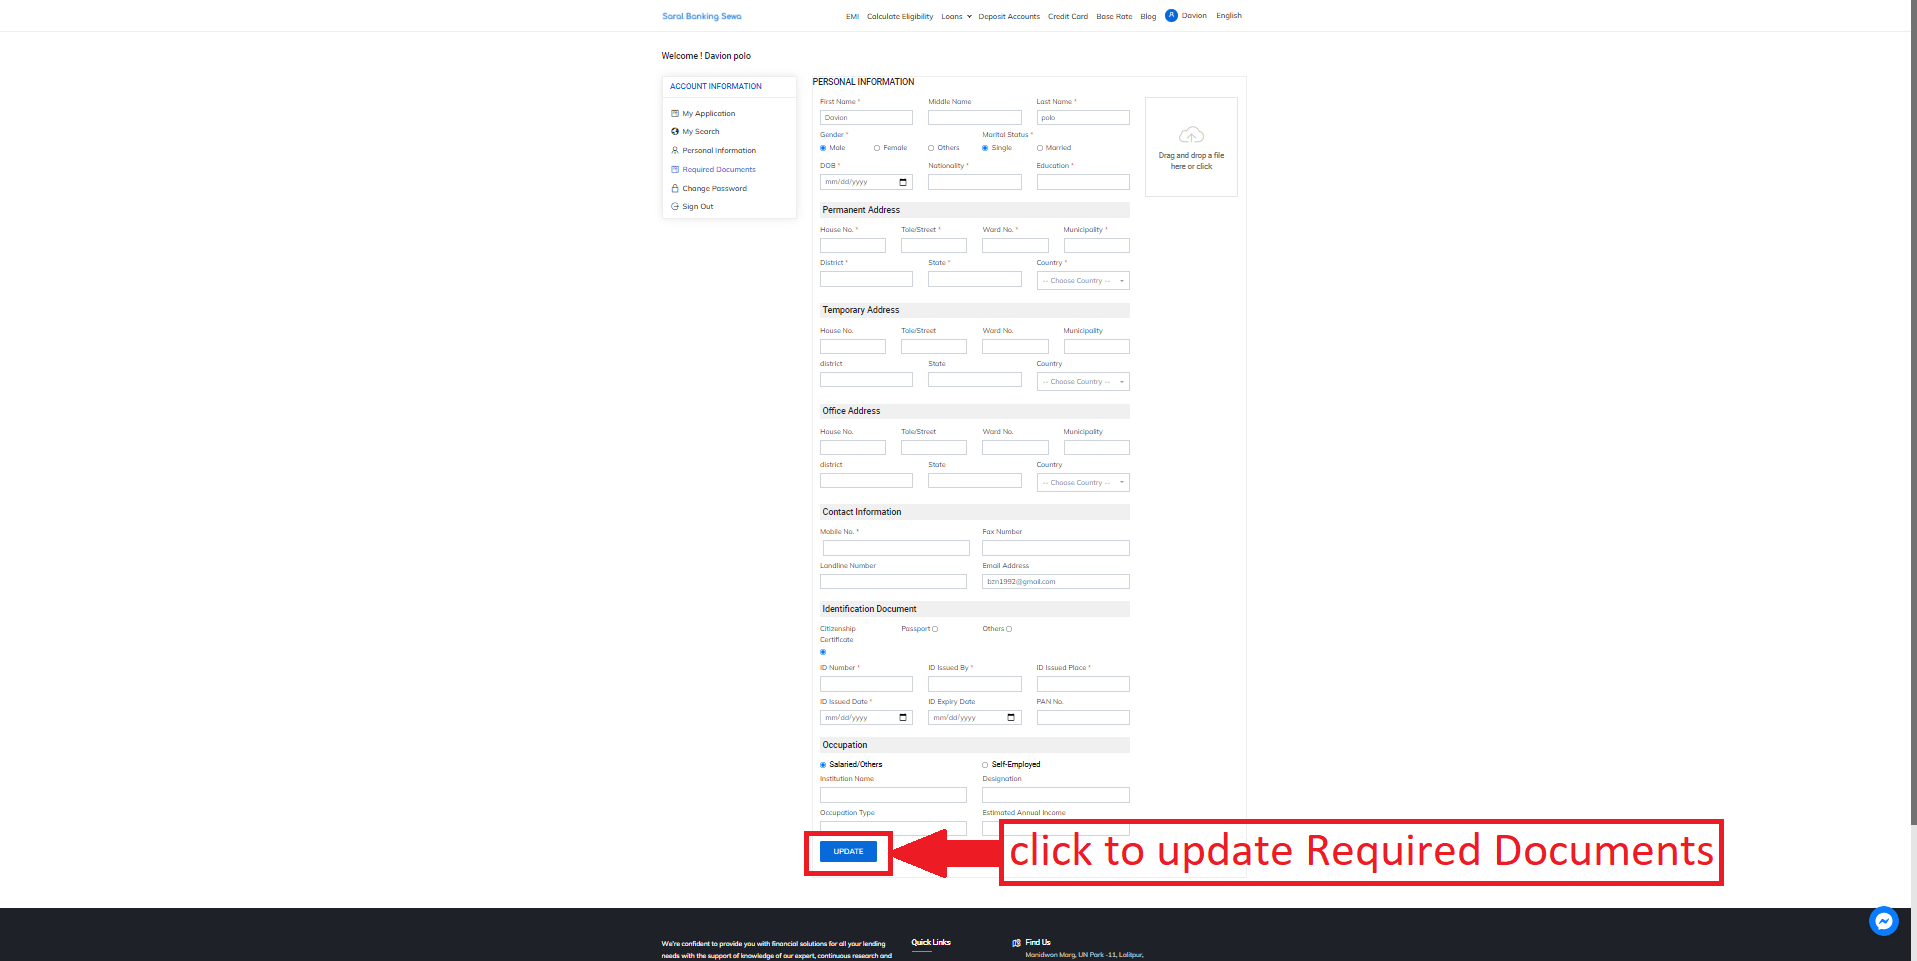 Saral Banking Sewa
EMI Calculate Eligibility Loans Deposit Accounts Credit Card Base Rate Blog Davion English
Welcome ! Davion polo
ACCOUNT INFORMATION
My Application
My Search
Personal Information
Required Documents
Change Password
Sign Out
PERSONAL INFORMATION
First Name * Middle Name Last Name *
Davion polo
Gender * Marital Status *
Male Female Others Single Married
DOB * Nationality * Education *
mm/dd/yyyy
Drag and drop a file
here or click
Permanent Address
House No. * Tole/Street * Ward No. * Municipality *
District * State * Country *
-- Choose Country --
Temporary Address
House No. Tole/Street Ward No. Municipality
district State Country
-- Choose Country --
Office Address
House No. Tole/Street Ward No. Municipality
district State Country
-- Choose Country --
Contact Information
Mobile No. * Fax Number
Landline Number Email Address
bzn1992@gmail.com
Identification Document
Citizenship Passport Others
Certificate
ID Number * ID Issued By * ID Issued Place *
ID Issued Date * ID Expiry Date PAN No.
mm/dd/yyyy mm/dd/yyyy
Occupation
Salaried/Others Self-Employed
Institution Name Designation
Occupation Type Estimated Annual Income
UPDATE
click to update Required Documents
We're confident to provide you with financial solutions for all your lending
needs with the support of knowledge of our expert, continuous research and
Quick Links
Find Us
Manidwon Marg, UN Park -11, Lalitpur,